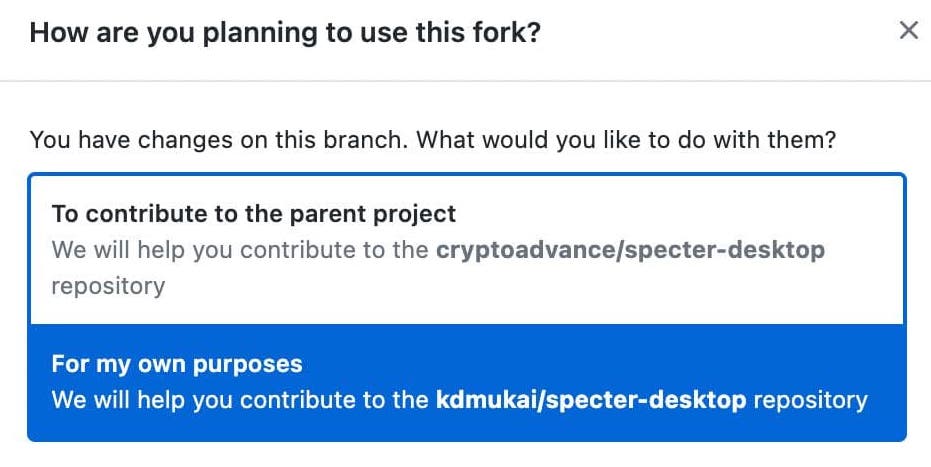 How are you planning to use this fork?
You have changes on this branch. What would you like to do with them?
To contribute to the parent project
We will help you contribute to the cryptoadvance/specter-desktop
repository
For my own purposes
We will help you contribute to the kdmukai/specter-desktop repository